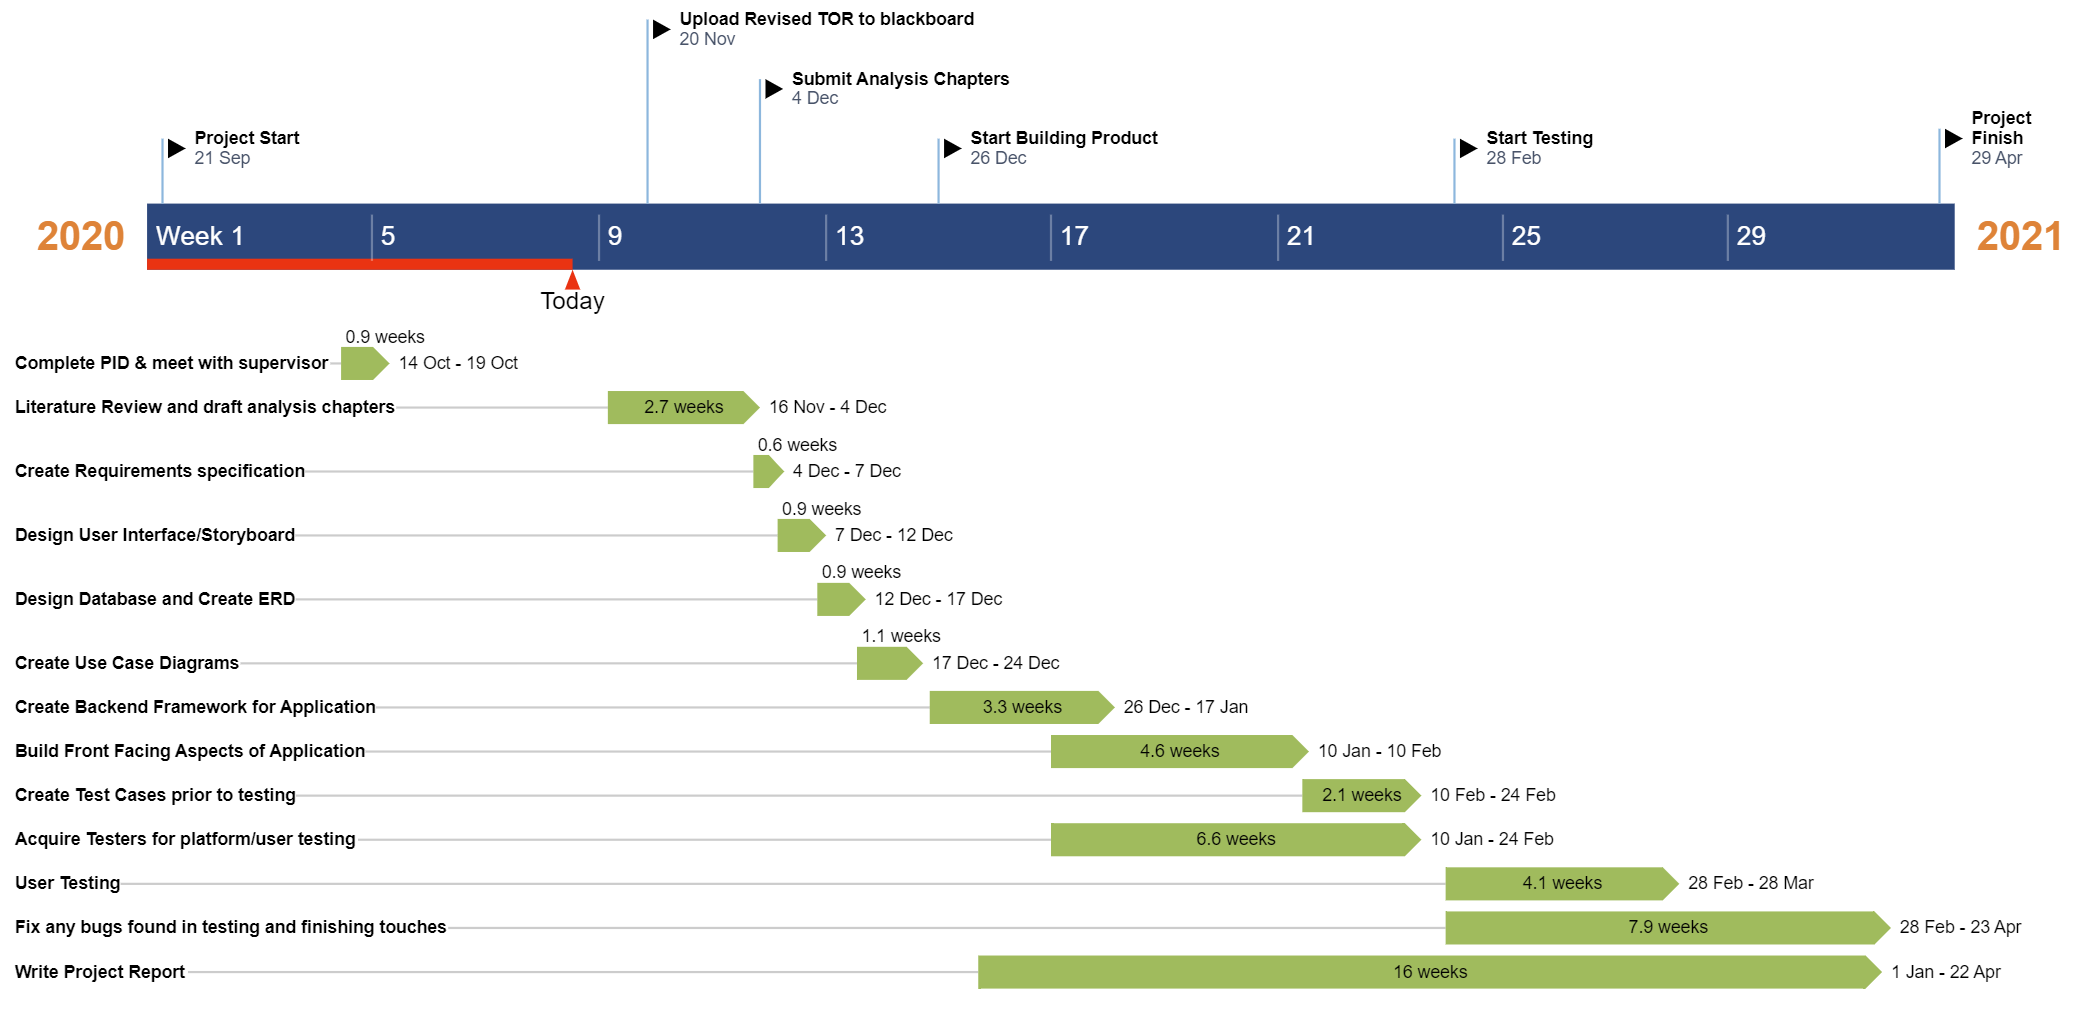 Upload Revised TOR to blackboard
20 Nov
Submit Analysis Chapters
4 Dec
Project Start
21 Sep
Start Building Product
26 Dec
Start Testing
28 Feb
Project
Finish
29 Apr
2020 Week 1 5 9 13 17 21 25 29 2021
Today
0.9 weeks
Complete PID & meet with supervisor 14 Oct - 19 Oct
Literature Review and draft analysis chapters 2.7 weeks 16 Nov - 4 Dec
0.6 weeks
Create Requirements specification 4 Dec - 7 Dec
0.9 weeks
Design User Interface/Storyboard 7 Dec - 12 Dec
0.9 weeks
Design Database and Create ERD 12 Dec - 17 Dec
1.1 weeks
Create Use Case Diagrams 17 Dec - 24 Dec
Create Backend Framework for Application 3.3 weeks 26 Dec - 17 Jan
Build Front Facing Aspects of Application 4.6 weeks 10 Jan - 10 Feb
Create Test Cases prior to testing 2.1 weeks 10 Feb - 24 Feb
Acquire Testers for platform/user testing 6.6 weeks 10 Jan - 24 Feb
User Testing 4.1 weeks 28 Feb - 28 Mar
Fix any bugs found in testing and finishing touches 7.9 weeks 28 Feb - 23 Apr
Write Project Report 16 weeks 1 Jan - 22 Apr